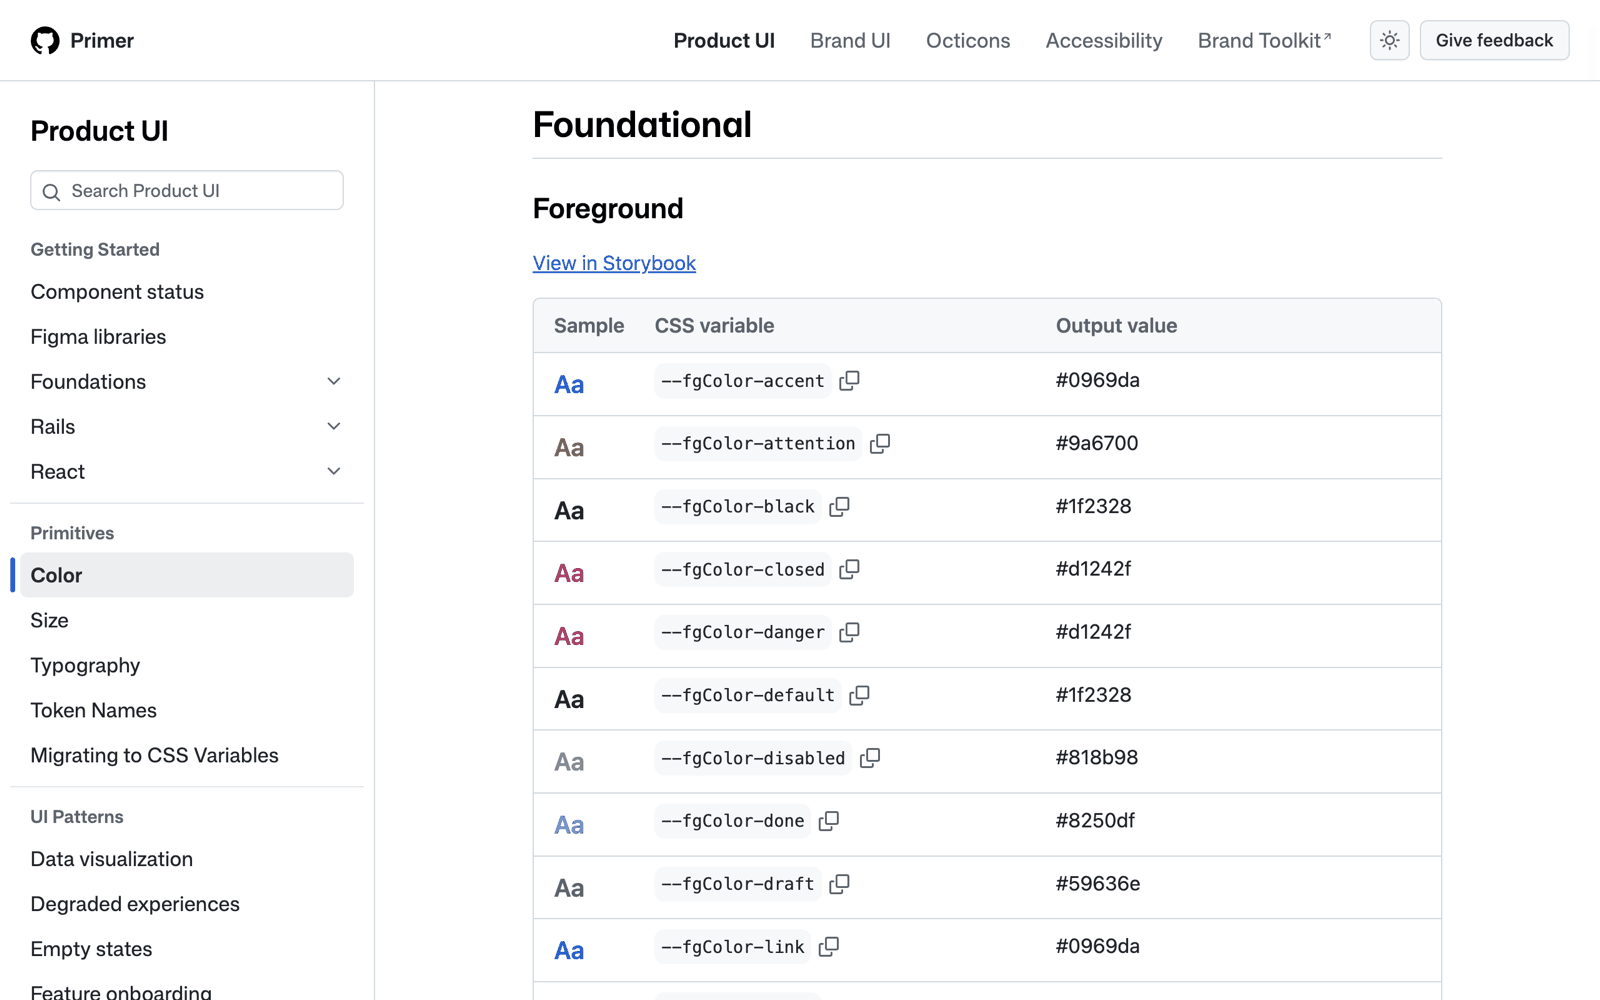 Primer
Product UI
Brand UI
Octicons
Accessibility
Brand Toolkit↗
Give feedback
Product UI
Search Product UI
Getting Started
Component status
Figma libraries
Foundations
Rails
React
Primitives
Color
Size
Typography
Token Names
Migrating to CSS Variables
UI Patterns
Data visualization
Degraded experiences
Empty states
Feature onboarding
Foundational
Foreground
View in Storybook
Sample CSS variable Output value
Aa --fgColor-accent #0969da
Aa --fgColor-attention #9a6700
Aa --fgColor-black #1f2328
Aa --fgColor-closed #d1242f
Aa --fgColor-danger #d1242f
Aa --fgColor-default #1f2328
Aa --fgColor-disabled #818b98
Aa --fgColor-done #8250df
Aa --fgColor-draft #59636e
Aa --fgColor-link #0969da